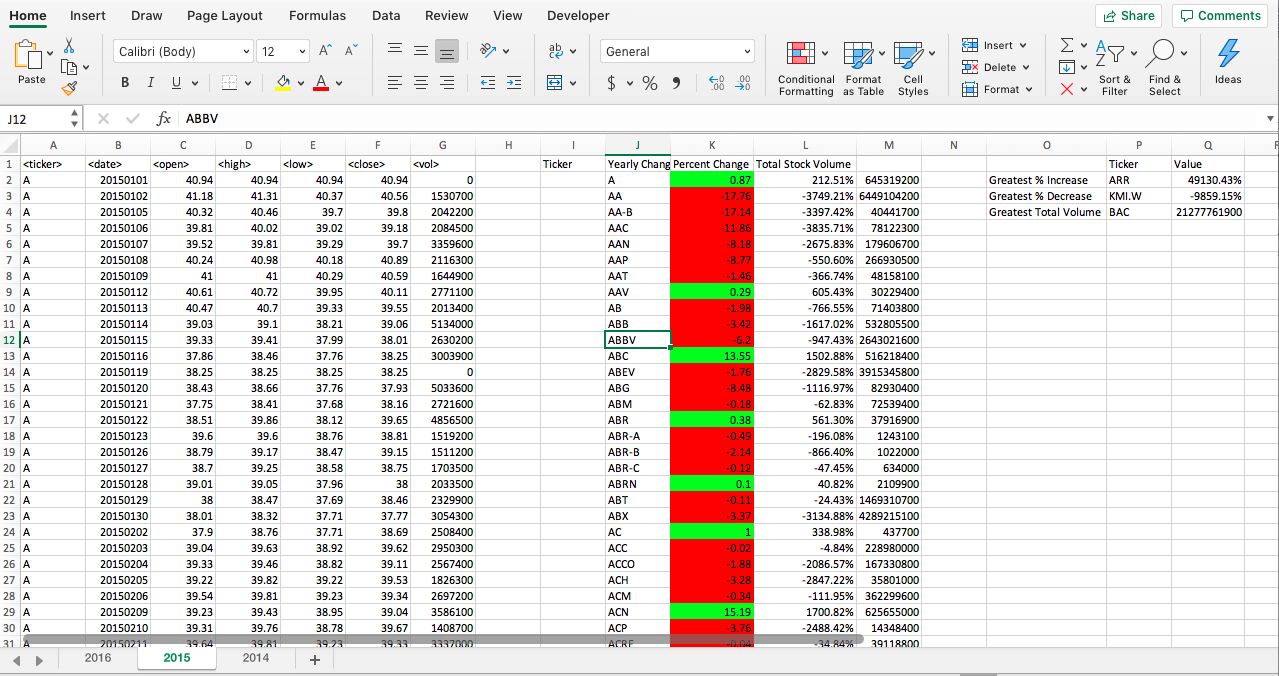 Home Insert Draw Page Layout Formulas Data Review View Developer Share Comments
Paste Calibri (Body) 12 A A ab General Insert Σ A Z
B I U A $ % Delete Conditional Formatting Format as Table Cell Styles Format Sort & Filter Find & Select Ideas
J12 fx ABBV
A B C D E F G H I J K L M N O P Q
1 <ticker> <date> <open> <high> <low> <close> <vol> Ticker Yearly Chang Percent Change Total Stock Volume Ticker Value
2 A 20150101 40.94 40.94 40.94 40.94 0 A 0.87 212.51% 645319200 Greatest % Increase ARR 49130.43%
3 A 20150102 41.18 41.31 40.37 40.56 1530700 AA -17.76 -3749.21% 6449104200 Greatest % Decrease KMI.W -9859.15%
4 A 20150105 40.32 40.46 39.7 39.8 2042200 AA-B -17.14 -3397.42% 40441700 Greatest Total Volume BAC 21277761900
5 A 20150106 39.81 40.02 39.02 39.18 2084500 AAC -11.86 -3835.71% 78122300
6 A 20150107 39.52 39.81 39.29 39.7 3359600 AAN -8.18 -2675.83% 179606700
7 A 20150108 40.24 40.98 40.18 40.89 2116300 AAP -8.77 -550.60% 266930500
8 A 20150109 41 41 40.29 40.59 1644900 AAT -1.46 -366.74% 48158100
9 A 20150112 40.61 40.72 39.95 40.11 2771100 AAV 0.29 605.43% 30229400
10 A 20150113 40.47 40.7 39.33 39.55 2013400 AB -1.98 -766.55% 71403800
11 A 20150114 39.03 39.1 38.21 39.06 5134000 ABB -3.42 -1617.02% 532805500
12 A 20150115 39.33 39.41 37.99 38.01 2630200 ABBV -6.2 -947.43% 2643021600
13 A 20150116 37.86 38.46 37.76 38.25 3003900 ABC 13.55 1502.88% 516218400
14 A 20150119 38.25 38.25 38.25 38.25 0 ABEV -1.76 -2829.58% 3915345800
15 A 20150120 38.43 38.66 37.76 37.93 5033600 ABG -8.48 -1116.97% 82930400
16 A 20150121 37.75 38.41 37.68 38.16 2721600 ABM -0.18 -62.83% 72539400
17 A 20150122 38.51 39.86 38.12 39.65 4856500 ABR 0.38 561.30% 37916900
18 A 20150123 39.6 39.6 38.76 38.81 1519200 ABR-A -0.49 -196.08% 1243100
19 A 20150126 38.79 39.17 38.47 39.15 1511200 ABR-B -2.14 -866.40% 1022000
20 A 20150127 38.7 39.25 38.58 38.75 1703500 ABR-C -0.12 -47.45% 634000
21 A 20150128 39.01 39.05 37.96 38 2033500 ABRN 0.1 40.82% 2109900
22 A 20150129 38 38.47 37.69 38.46 2329900 ABT -0.11 -24.43% 1469310700
23 A 20150130 38.01 38.32 37.71 37.77 3054300 ABX -3.37 -3134.88% 4289215100
24 A 20150202 37.9 38.76 37.71 38.69 2508400 AC 1 338.98% 437700
25 A 20150203 39.04 39.63 38.92 39.62 2950300 ACC -0.02 -4.84% 228980000
26 A 20150204 39.33 39.46 38.82 39.11 2567400 ACCO -1.88 -2086.57% 167330800
27 A 20150205 39.22 39.82 39.22 39.53 1826300 ACH -3.28 -2847.22% 35801000
28 A 20150206 39.54 39.81 39.23 39.34 2697200 ACM -0.34 -111.95% 362299600
29 A 20150209 39.23 39.43 38.95 39.04 3586100 ACN 15.19 1700.82% 625655000
30 A 20150210 39.31 39.76 38.78 39.67 1408700 ACP -3.76 -2488.42% 14348400
31 A 20150211 39.64 39.81 39.23 39.33 3337000 ACRE -0.04 -34.84% 39118800
2016 2015 2014 +